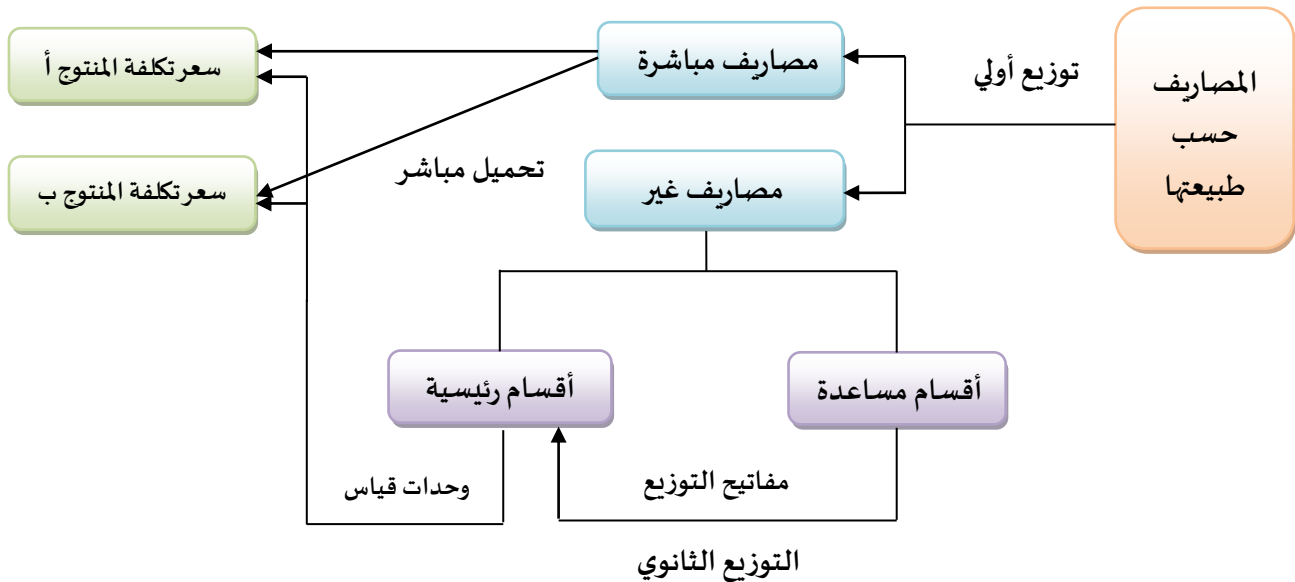 المصاريف
حسب
طبيعتها
توزيع أولي
مصاريف مباشرة
مصاريف غير
تحميل مباشر
سعر تكلفة المنتوج أ
سعر تكلفة المنتوج ب
أقسام مساعدة
أقسام رئيسية
مفاتيح التوزيع
وحدات قياس
التوزيع الثانوي